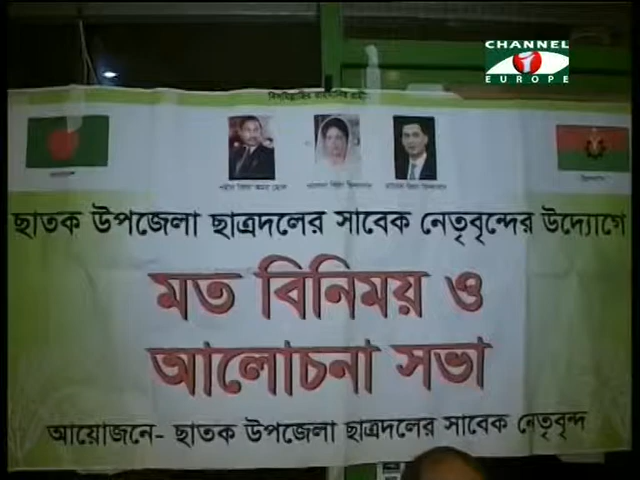 CHANNEL
EUROPE
ছাতক উপজেলা ছাত্রদলের সাবেক নেতৃবৃন্দের উদ্যোগে
মত বিনিময় ও
আলোচনা সভা
আয়োজনে- ছাতক উপজেলা ছাত্রদলের সাবেক নেতৃবৃন্দ